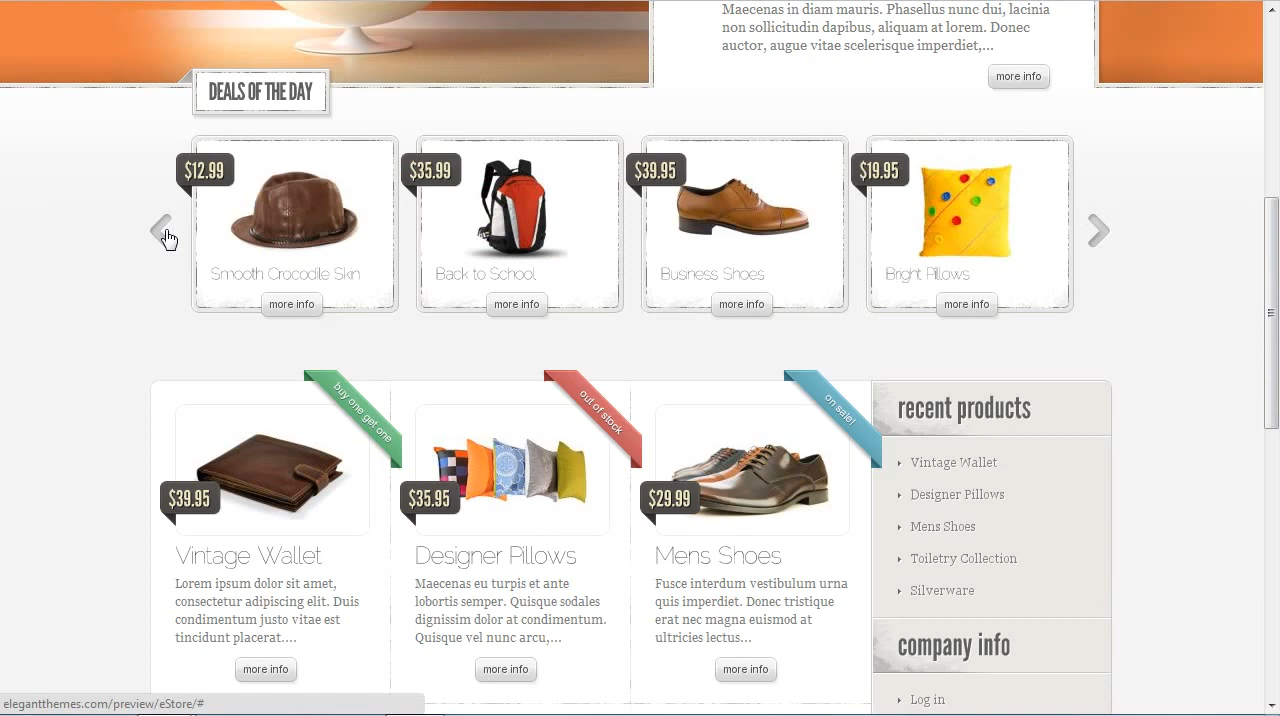 Maecenas in diam mauris. Phasellus nunc dui, lacinia
non sollicitudin dapibus, aliquam at lorem. Donec
auctor, augue vitae scelerisque imperdiet,...
more info
DEALS OF THE DAY
$12.99
$35.99
$39.95
$19.95
Smooth Crocodile Skin
Back to School
Business Shoes
Bright Pillows
more info
more info
more info
more info
buy one get one
out of stock
on sale!
$39.95
$35.95
$29.99
Vintage Wallet
Lorem ipsum dolor sit amet,
consectetur adipiscing elit. Duis
condimentum justo vitae est
tincidunt placerat....
more info
Designer Pillows
Maecenas eu turpis et ante
lobortis semper. Quisque sodales
dignissim dolor at condimentum.
Quisque vel nunc arcu,...
more info
Mens Shoes
Fusce interdum vestibulum urna
quis imperdiet. Donec tristique
erat nec magna euismod at
ultricies lectus...
more info
recent products
Vintage Wallet
Designer Pillows
Mens Shoes
Toiletry Collection
Silverware
company info
Log in
elegantthemes.com/preview/eStore/#